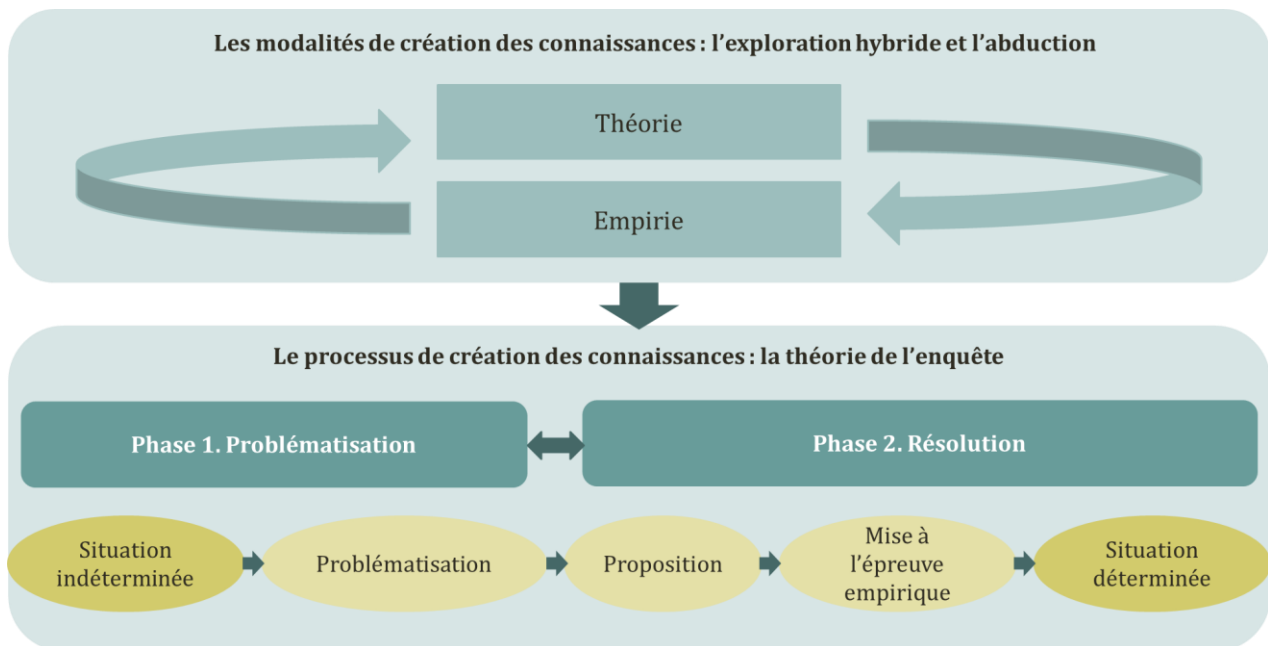 Les modalités de création des connaissances : l’exploration hybride et l’abduction
Théorie
Empirie
Le processus de création des connaissances : la théorie de l’enquête
Phase 1. Problématisation
Phase 2. Résolution
Situation
indéterminée
Problématisation
Proposition
Mise à
l’épreuve
empirique
Situation
déterminée